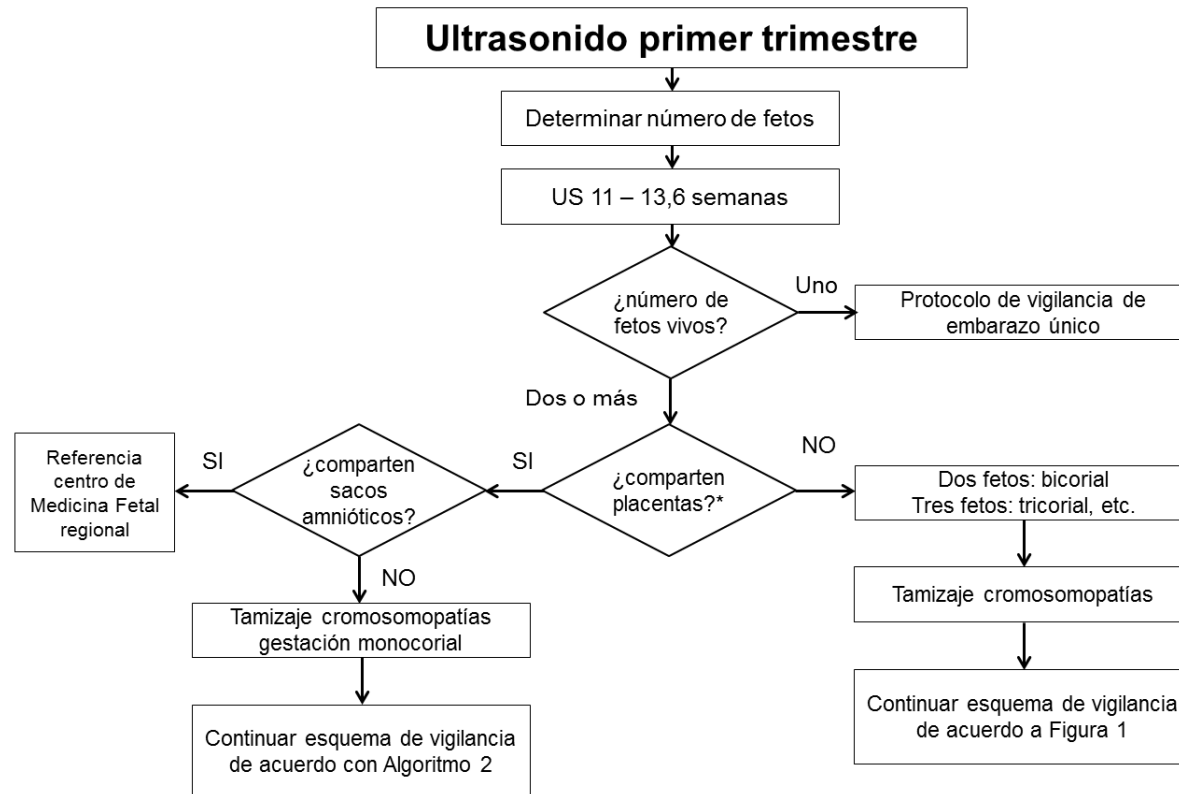 Ultrasonido primer trimestre
Determinar número de fetos
US 11 – 13,6 semanas
¿número de
fetos vivos?
Uno
Protocolo de vigilancia de
embarazo único
Dos o más
¿comparten
placentas?*
NO
Dos fetos: bicorial
Tres fetos: tricorial, etc.
Tamizaje cromosomopatías
Continuar esquema de vigilancia
de acuerdo a Figura 1
SI
¿comparten
sacos
amnióticos?
SI
Referencia
centro de
Medicina Fetal
regional
NO
Tamizaje cromosomopatías
gestación monocorial
Continuar esquema de vigilancia
de acuerdo con Algoritmo 2